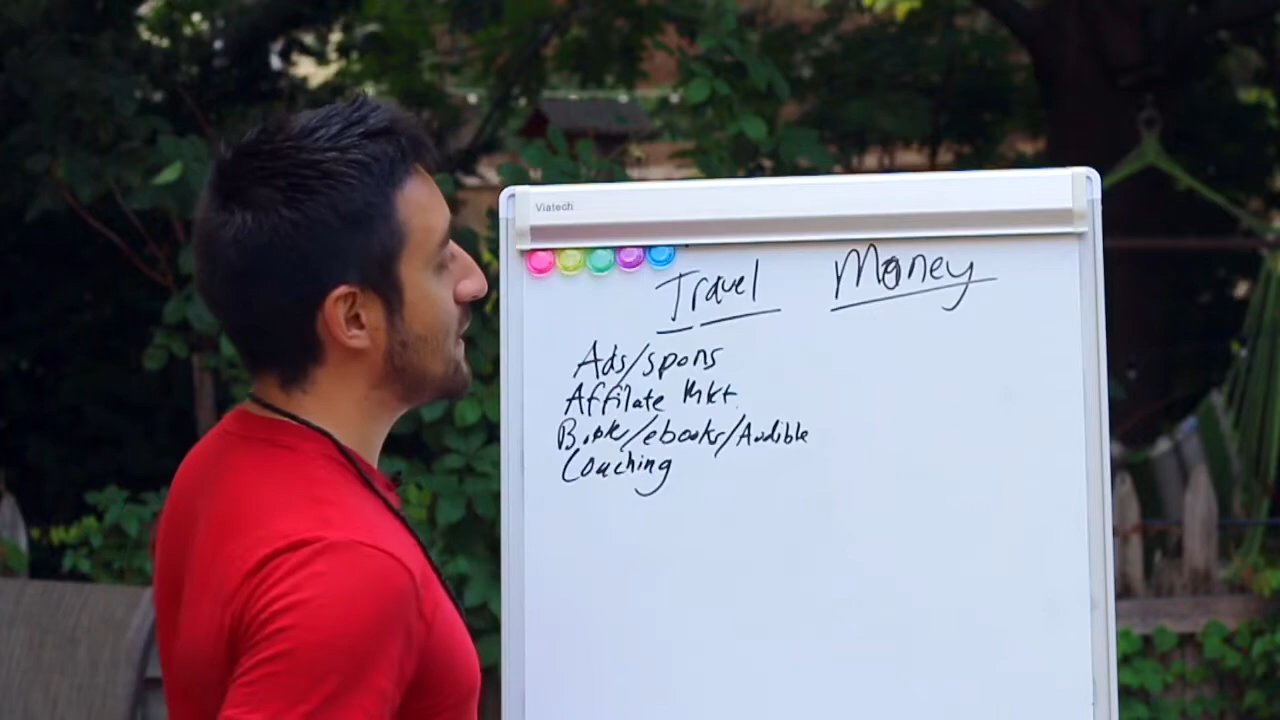 Viatech
Travel Money
Ads/spons
Affilate Mkt.
Books/ebooks/Audible
Coaching